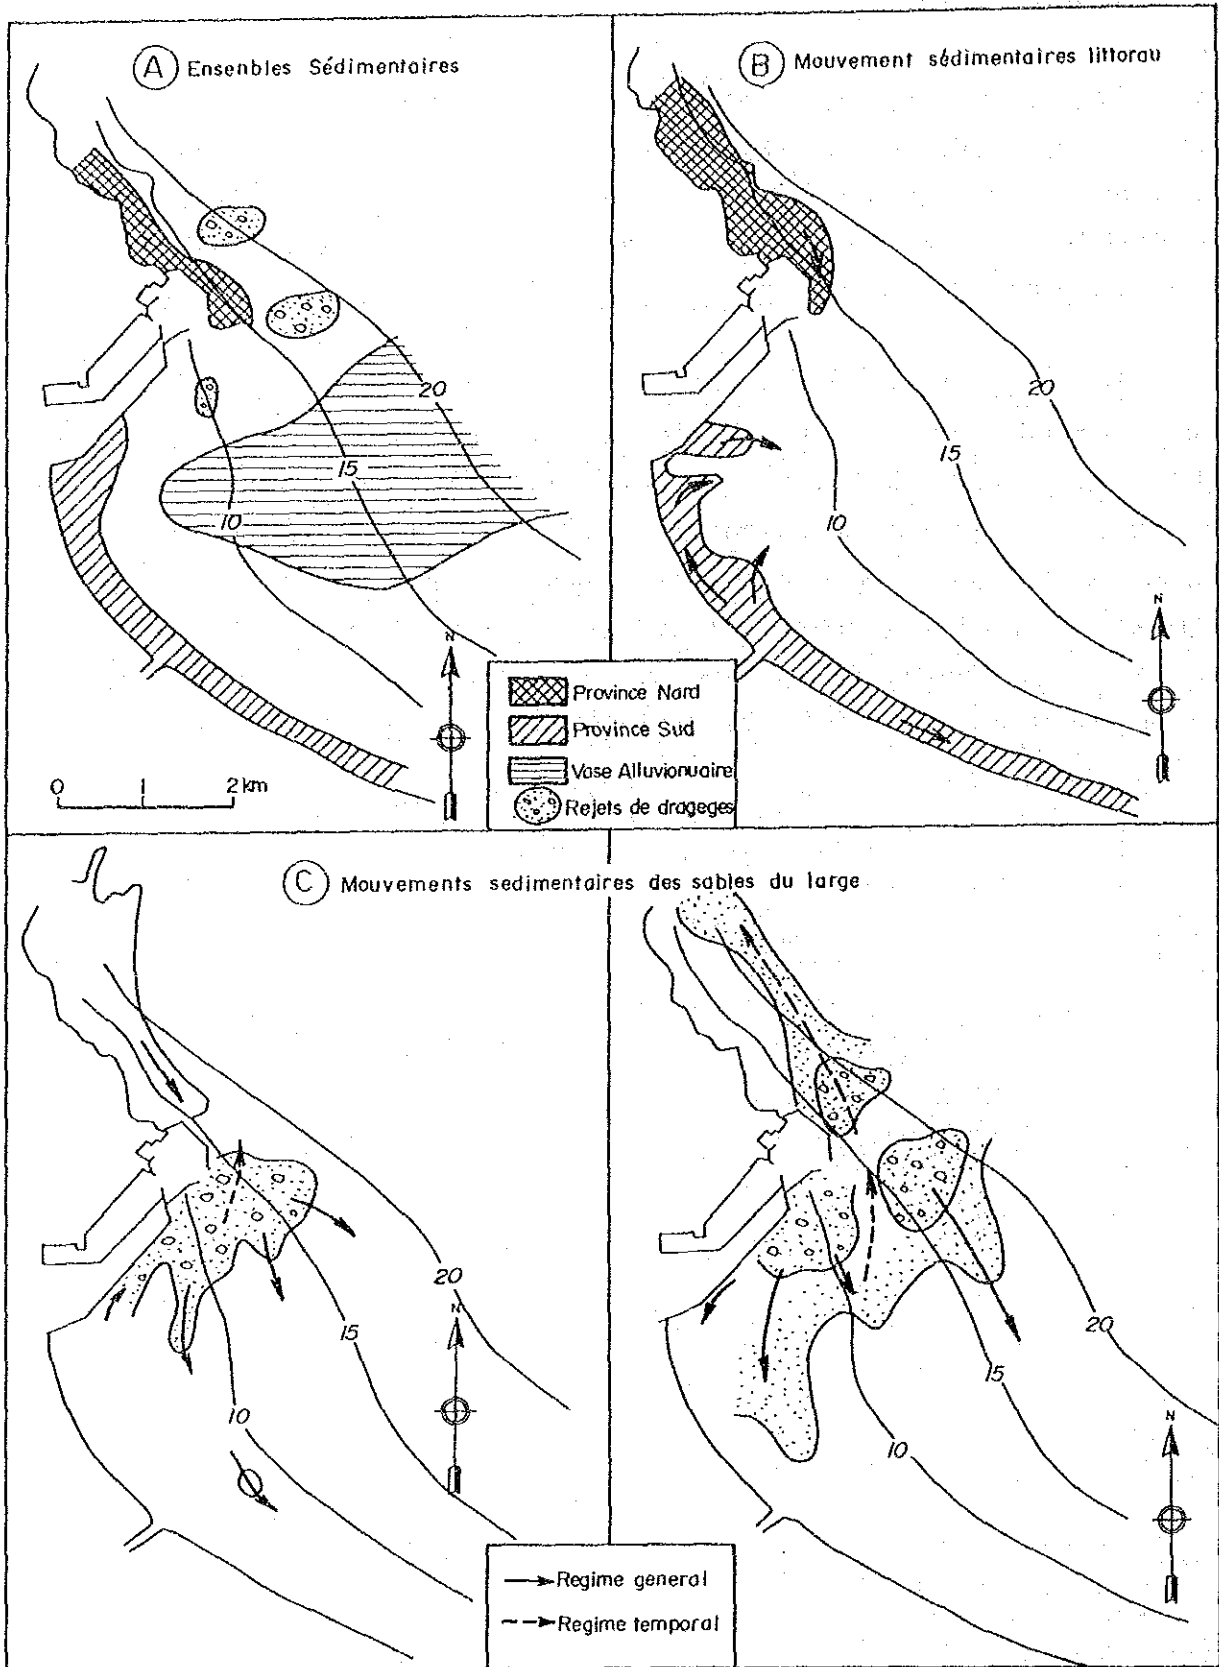 A Ensenbles Sédimentaires
B Mouvement sédimentaires littorau
20
15
10
20
15
10
N
N
Province Nord
Province Sud
Vase Alluvionuaire
Rejets de drageges
0 1 2 km
C Mouvements sedimentaires des sables du large
20
15
10
N
20
15
10
N
Regime general
Regime temporal